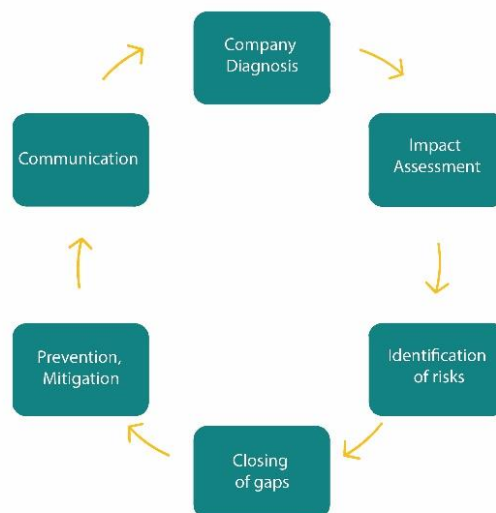 Company
Diagnosis
Impact
Assessment
Identification
of risks
Closing
of gaps
Prevention,
Mitigation
Communication